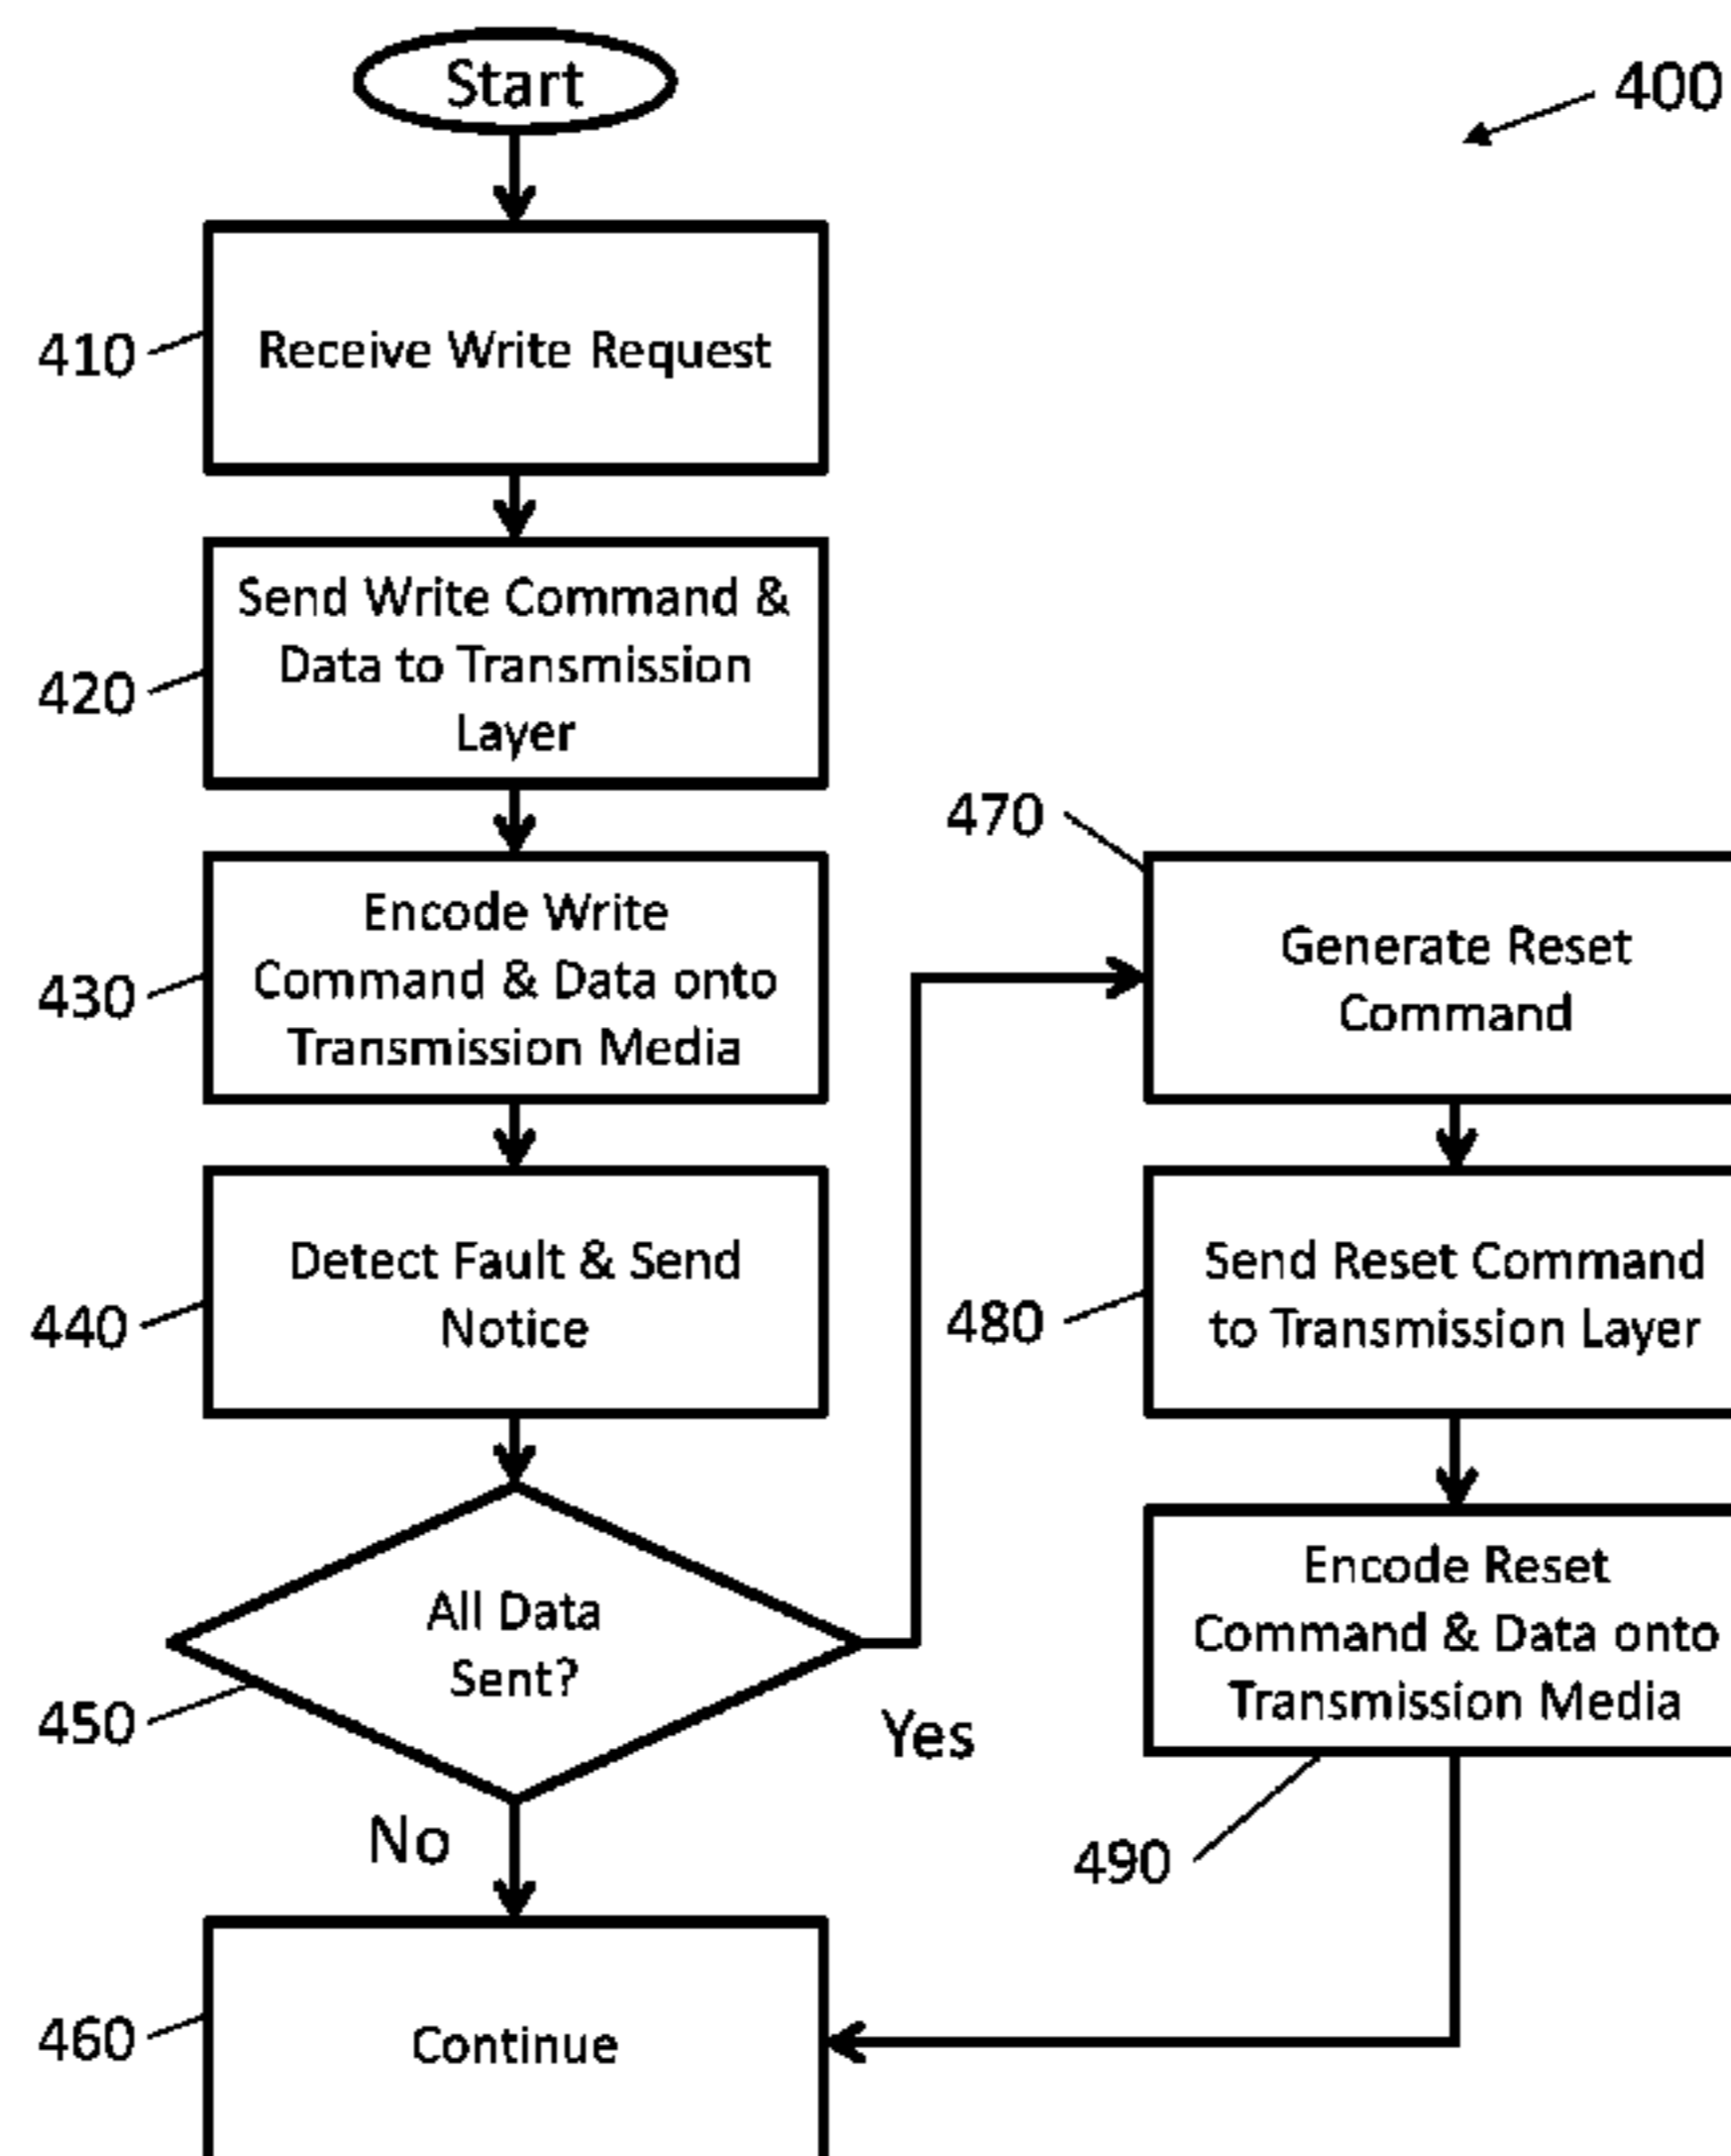 Start
400
410
Receive Write Request
420
Send Write Command &
Data to Transmission
Layer
430
Encode Write
Command & Data onto
Transmission Media
440
Detect Fault & Send
Notice
450
All Data
Sent?
Yes
No
460
Continue
470
Generate Reset
Command
480
Send Reset Command
to Transmission Layer
Encode Reset
Command & Data onto
Transmission Media
490